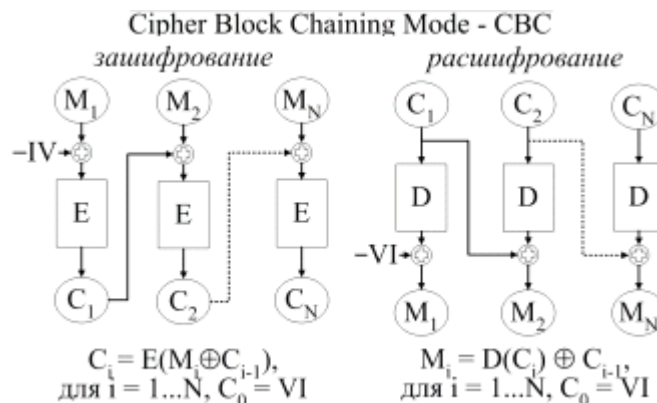 Cipher Block Chaining Mode - CBC
зашифрование
расшифрование
M1 M2 MN
–IV
E E E
C1 C2 CN
C1 C2 CN
D D D
–VI
M1 M2 MN
Ci = E(Mi⊕Ci-1),
для i = 1...N, C0 = VI
Mi = D(Ci) ⊕ Ci-1,
для i = 1...N, C0 = VI